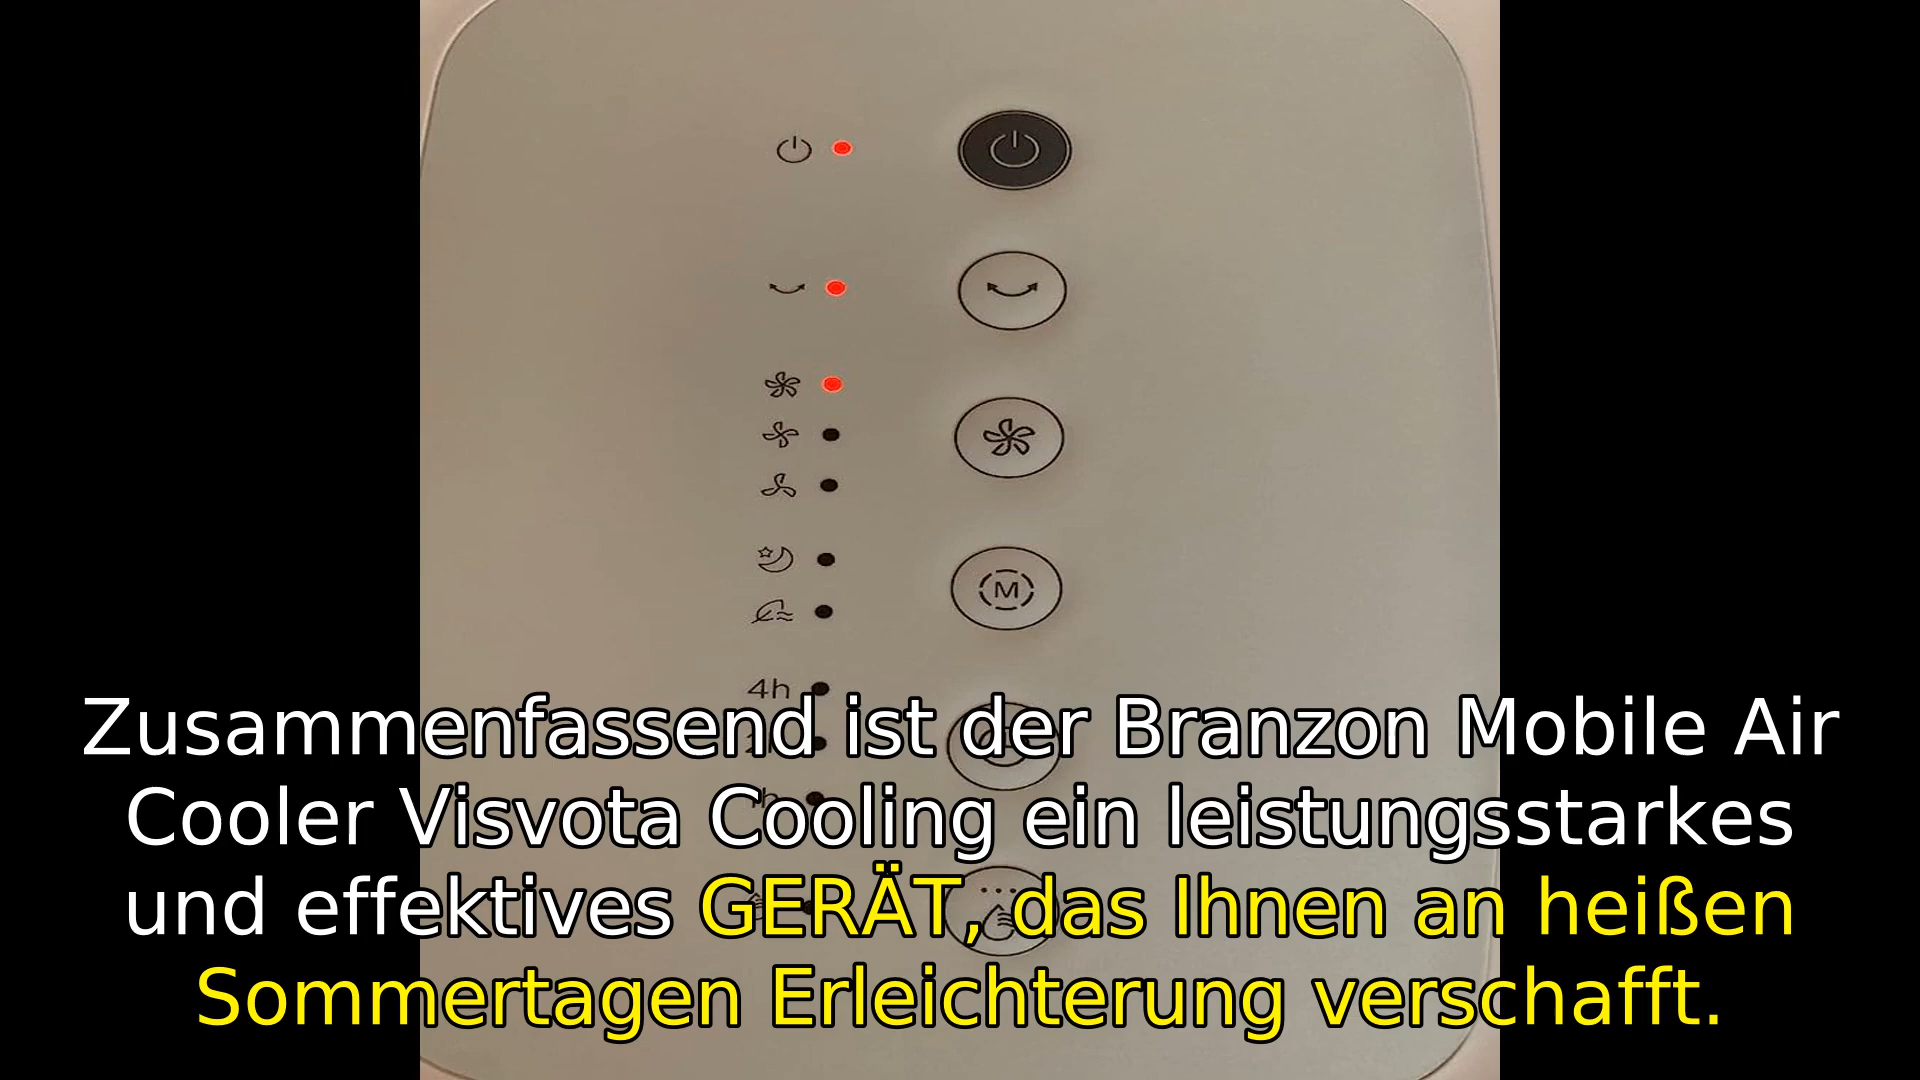 M
4h
Zusammenfassend ist der Branzon Mobile Air
Cooler Visvota Cooling ein leistungsstarkes
und effektives GERÄT, das Ihnen an heißen
Sommertagen Erleichterung verschafft.